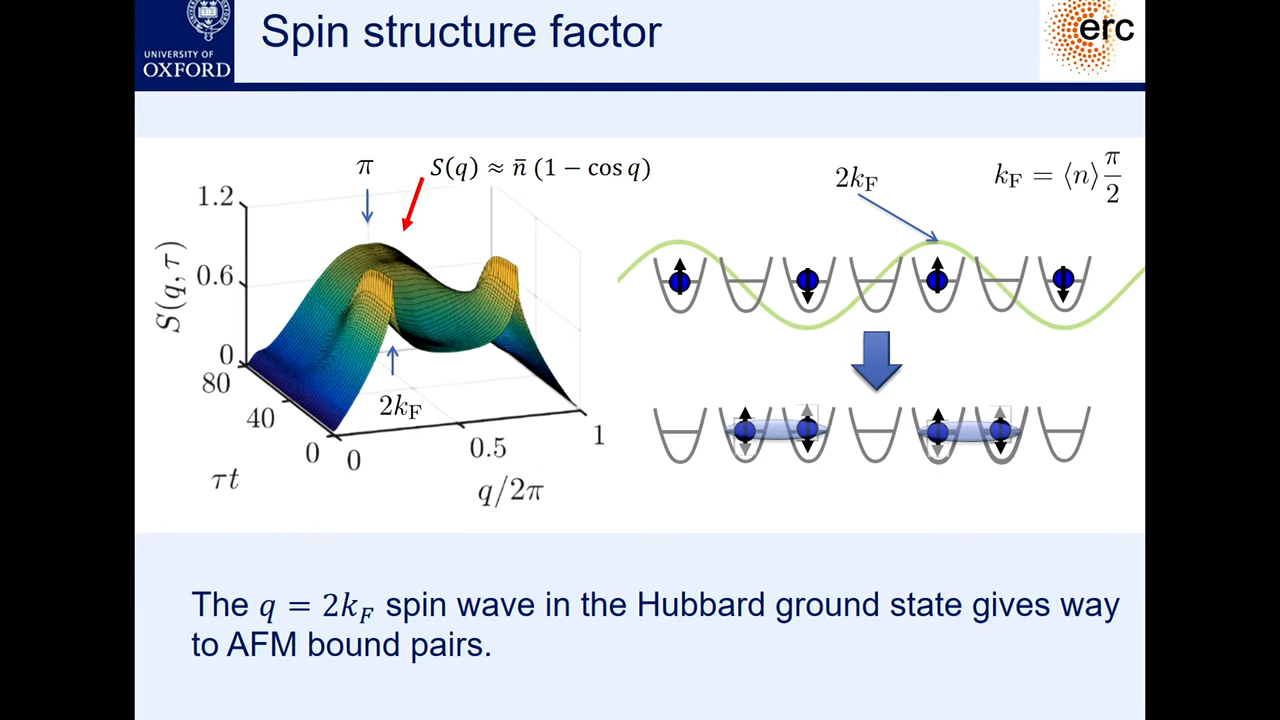 UNIVERSITY OF
OXFORD
Spin structure factor
erc
π
S(q) ≈ n̄ (1 − cos q)
2k_F
k_F = ⟨n⟩ π/2
1.2
0.6
0
S(q, τ)
80
40
0
τt
2k_F
0
0.5
1
q/2π
The q = 2k_F spin wave in the Hubbard ground state gives way
to AFM bound pairs.